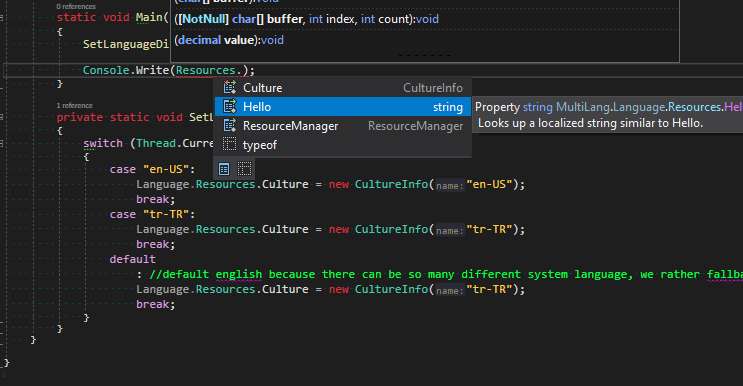 (char[] buffer):void
0 references
static void Main(
([NotNull] char[] buffer, int index, int count):void
{
SetLanguageDi
(decimal value):void
Console.Write(Resources.);
}
Culture CultureInfo
Hello string
ResourceManager ResourceManager
typeof
Property string MultiLang.Language.Resources.Hel
Looks up a localized string similar to Hello.
1 reference
private static void SetL
{
switch (Thread.Curre
{
case "en-US":
Language.Resources.Culture = new CultureInfo(name:"en-US");
break;
case "tr-TR":
Language.Resources.Culture = new CultureInfo(name:"tr-TR");
break;
default
: //default english because there can be so many different system language, we rather fallba
Language.Resources.Culture = new CultureInfo(name:"tr-TR");
break;
}
}
}
}